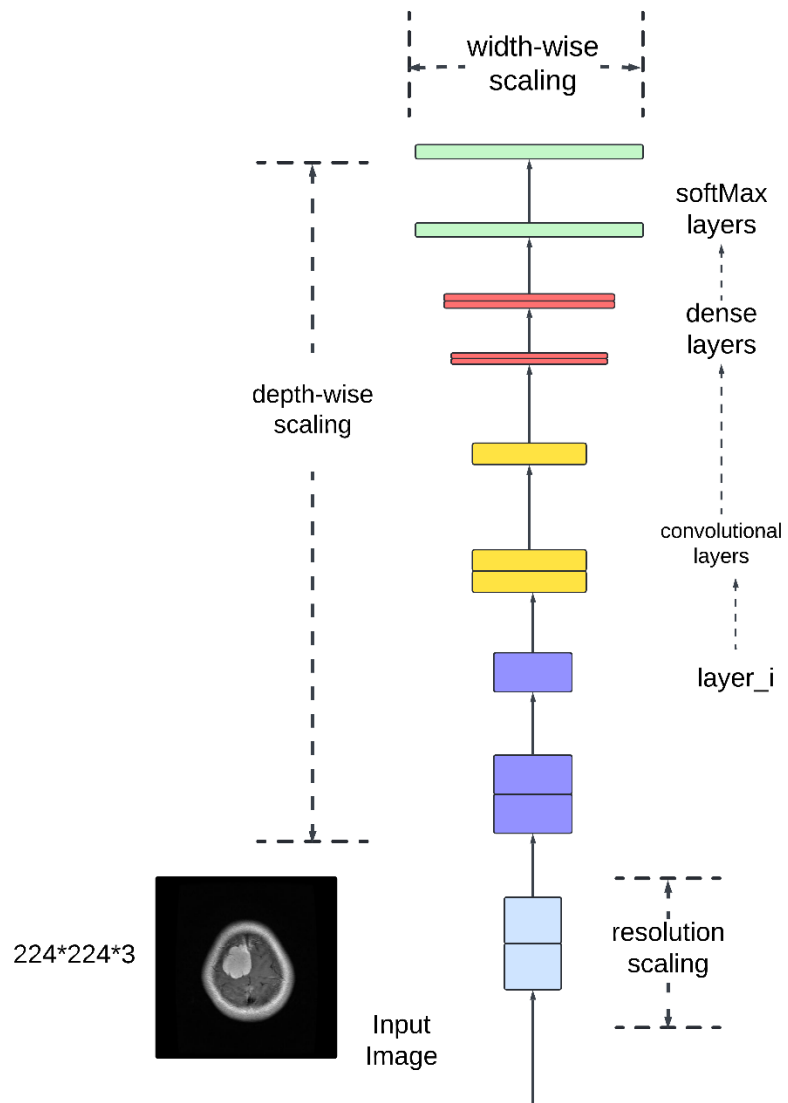 width-wise
scaling
softMax
layers
dense
layers
depth-wise
scaling
convolutional
layers
layer_i
224*224*3
resolution
scaling
Input
Image